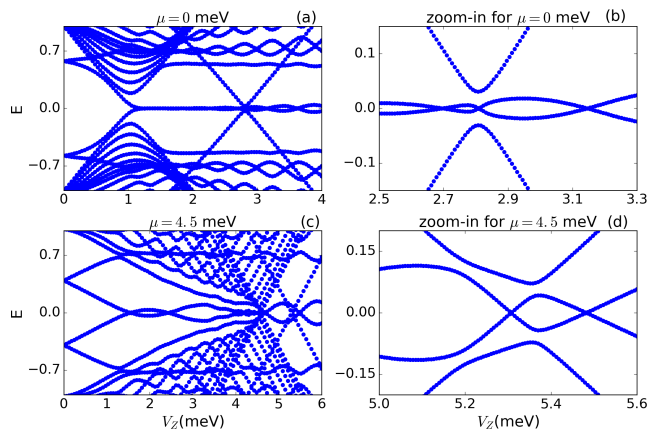 μ = 0 meV (a)
zoom-in for μ = 0 meV (b)
E
0.7
0.0
−0.7
0 1 2 3 4
0.1
0.0
−0.1
2.5 2.7 2.9 3.1 3.3
μ = 4.5 meV (c)
zoom-in for μ = 4.5 meV (d)
E
0.7
0.0
−0.7
0 1 2 3 4 5 6
V_Z(meV)
0.15
0.00
−0.15
5.0 5.2 5.4 5.6
V_Z(meV)